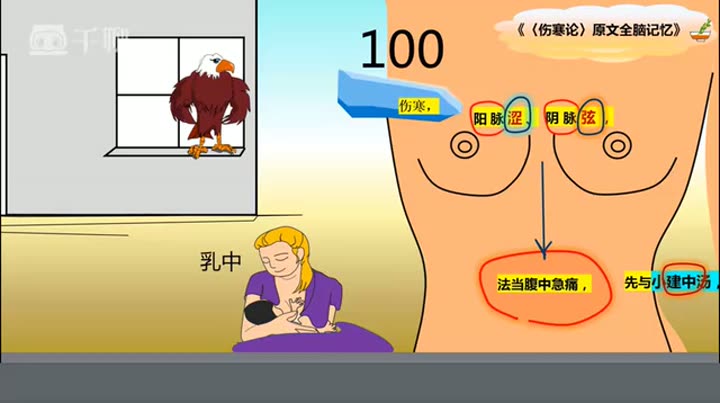 千聊
100
《〈伤寒论〉原文全脑记忆》
伤寒，
阳脉涩、阴脉弦，
乳中
法当腹中急痛，
先与小建中汤，